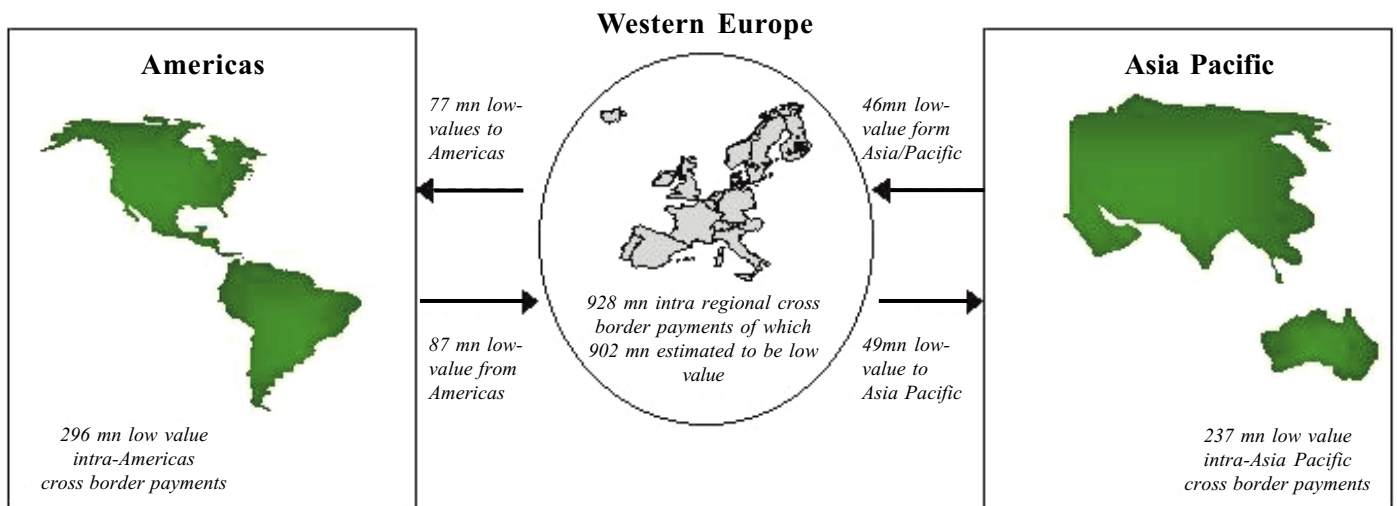 Western Europe
Americas
77 mn low-
values to
Americas
87 mn low-
value from
Americas
296 mn low value
intra-Americas
cross border payments
928 mn intra regional cross
border payments of which
902 mn estimated to be low
value
46mn low-
value form
Asia/Pacific
49mn low-
value to
Asia Pacific
Asia Pacific
237 mn low value
intra-Asia Pacific
cross border payments